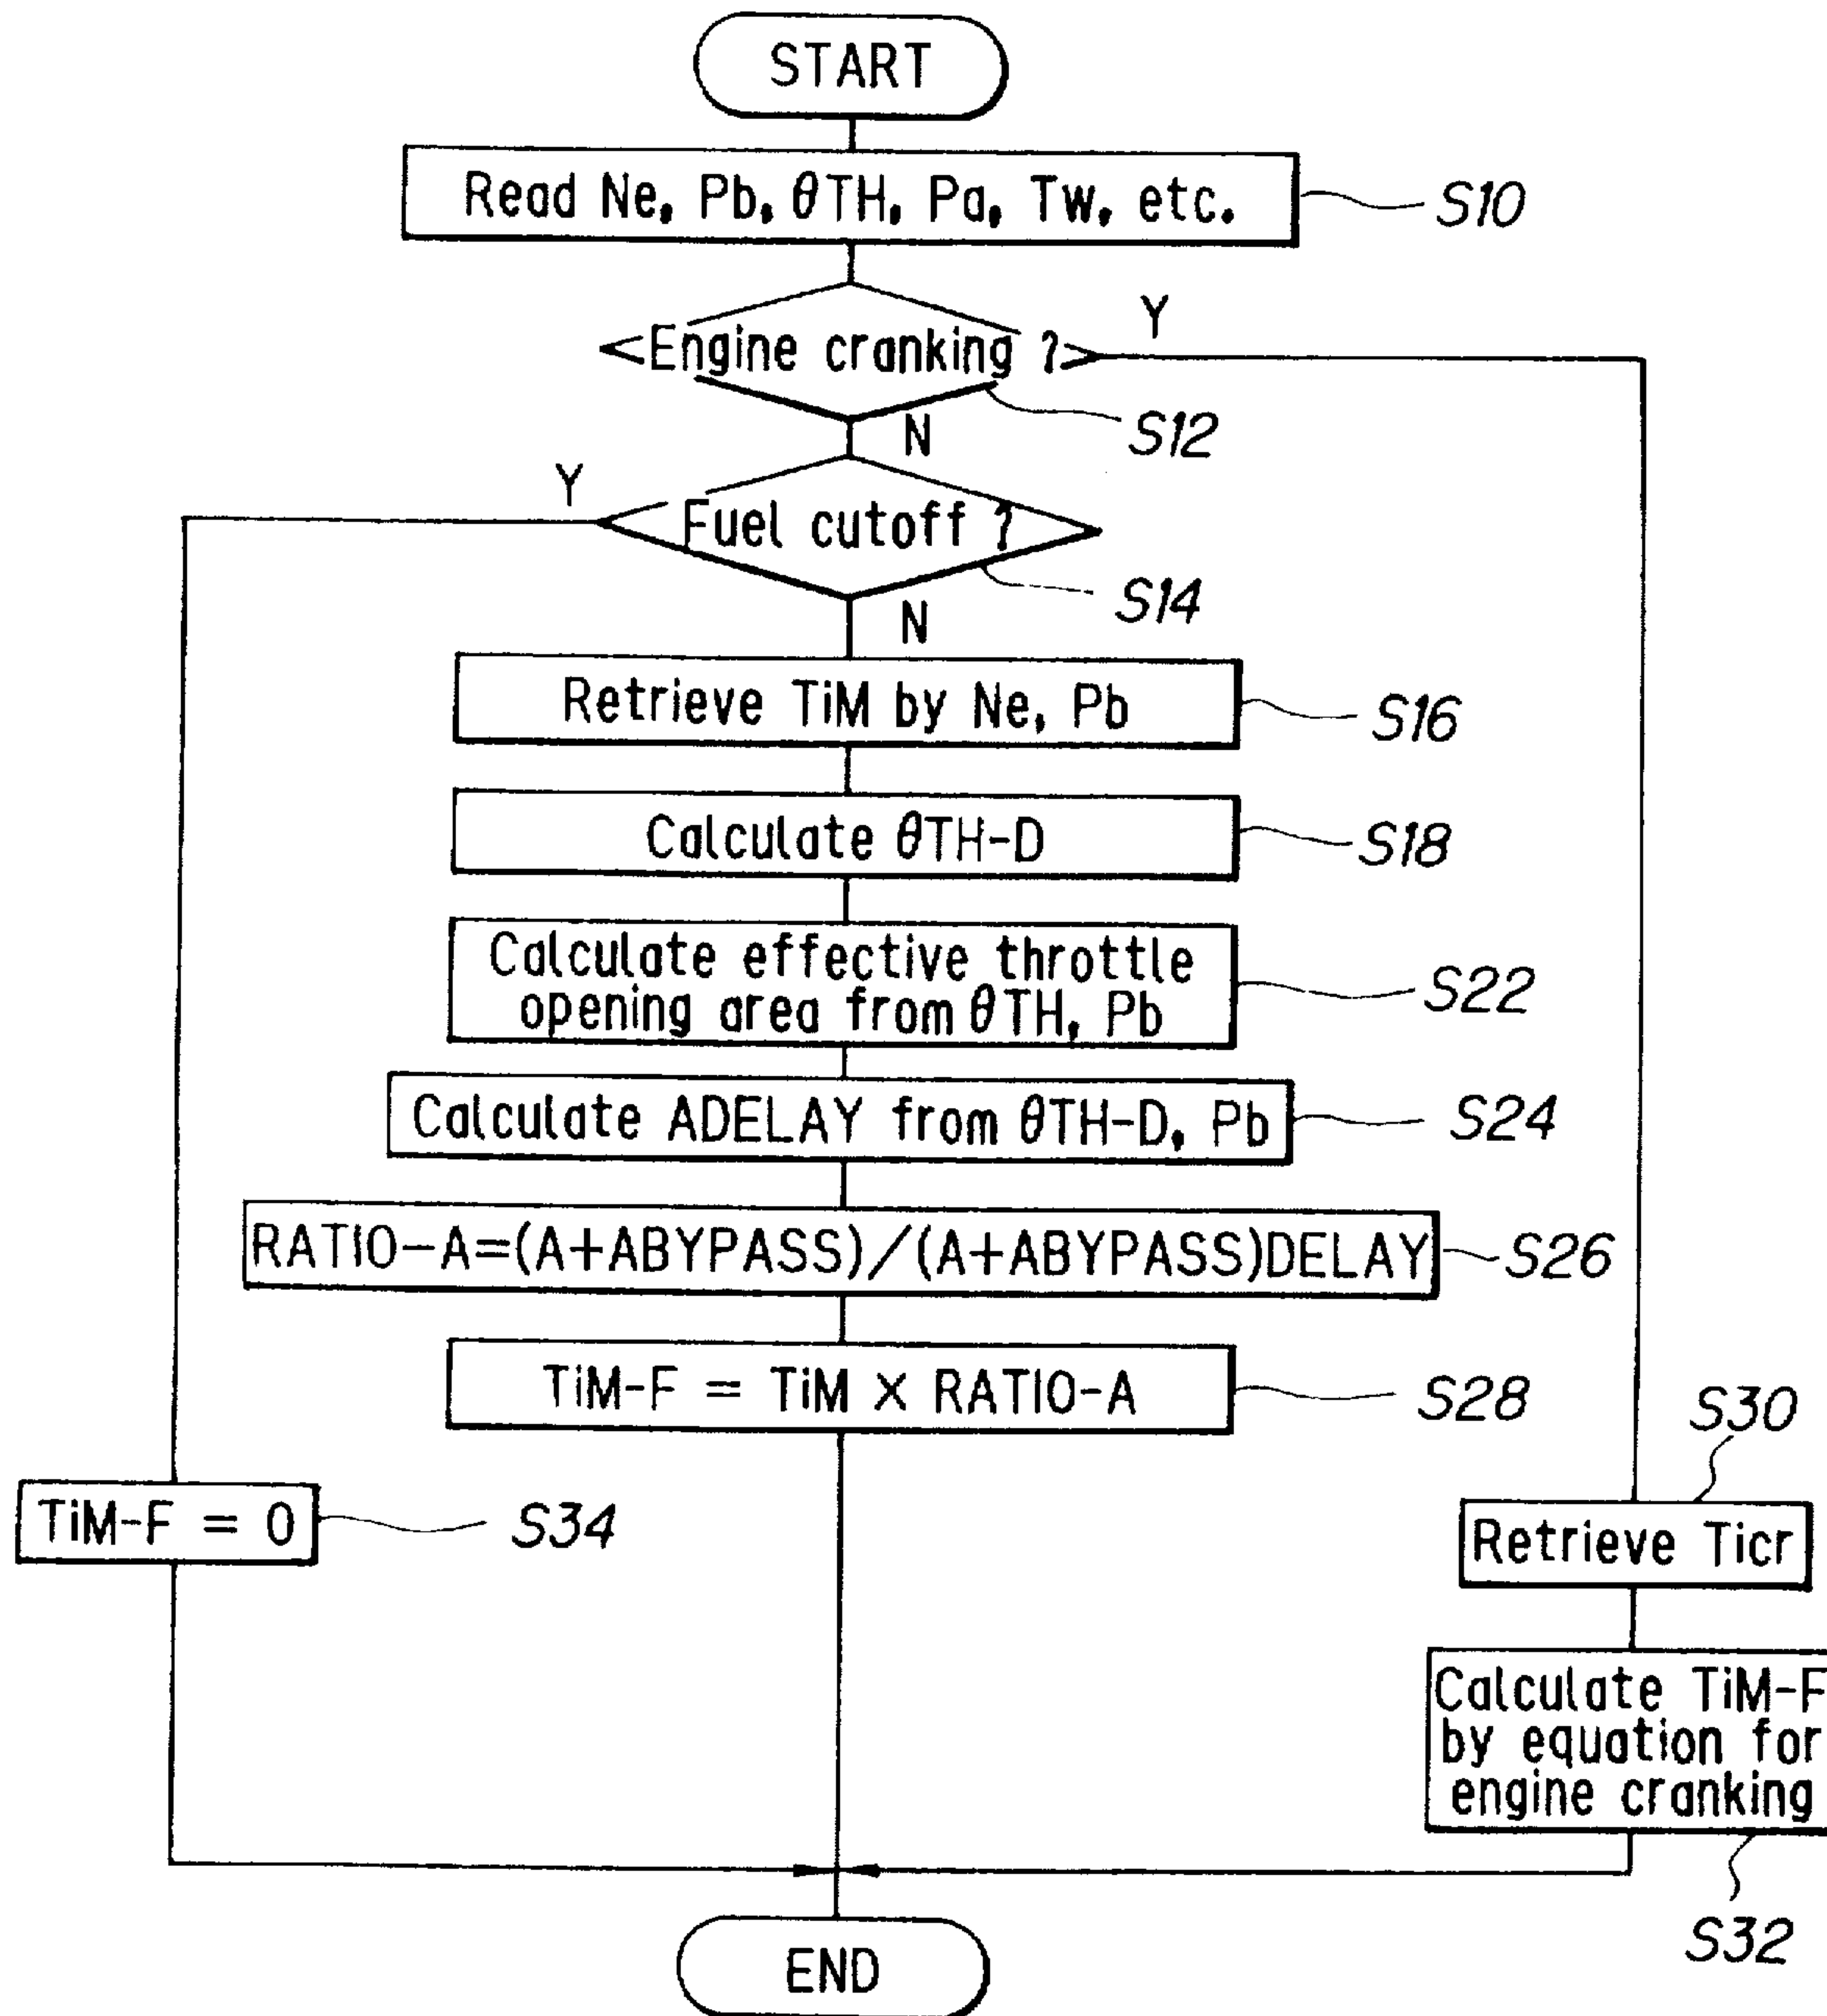 START
Read Ne, Pb, θTH, Pa, Tw, etc.
S10
Engine cranking ?
Y
S12
N
Y
Fuel cutoff ?
S14
N
Retrieve TiM by Ne, Pb
S16
Calculate θTH-D
S18
Calculate effective throttle
opening area from θTH, Pb
S22
Calculate ADELAY from θTH-D, Pb
S24
RATIO-A=(A+ABYPASS)/(A+ABYPASS)DELAY
S26
TiM-F = TiM × RATIO-A
S28
S30
TiM-F = 0
S34
Retrieve Ticr
Calculate TiM-F
by equation for
engine cranking
S32
END